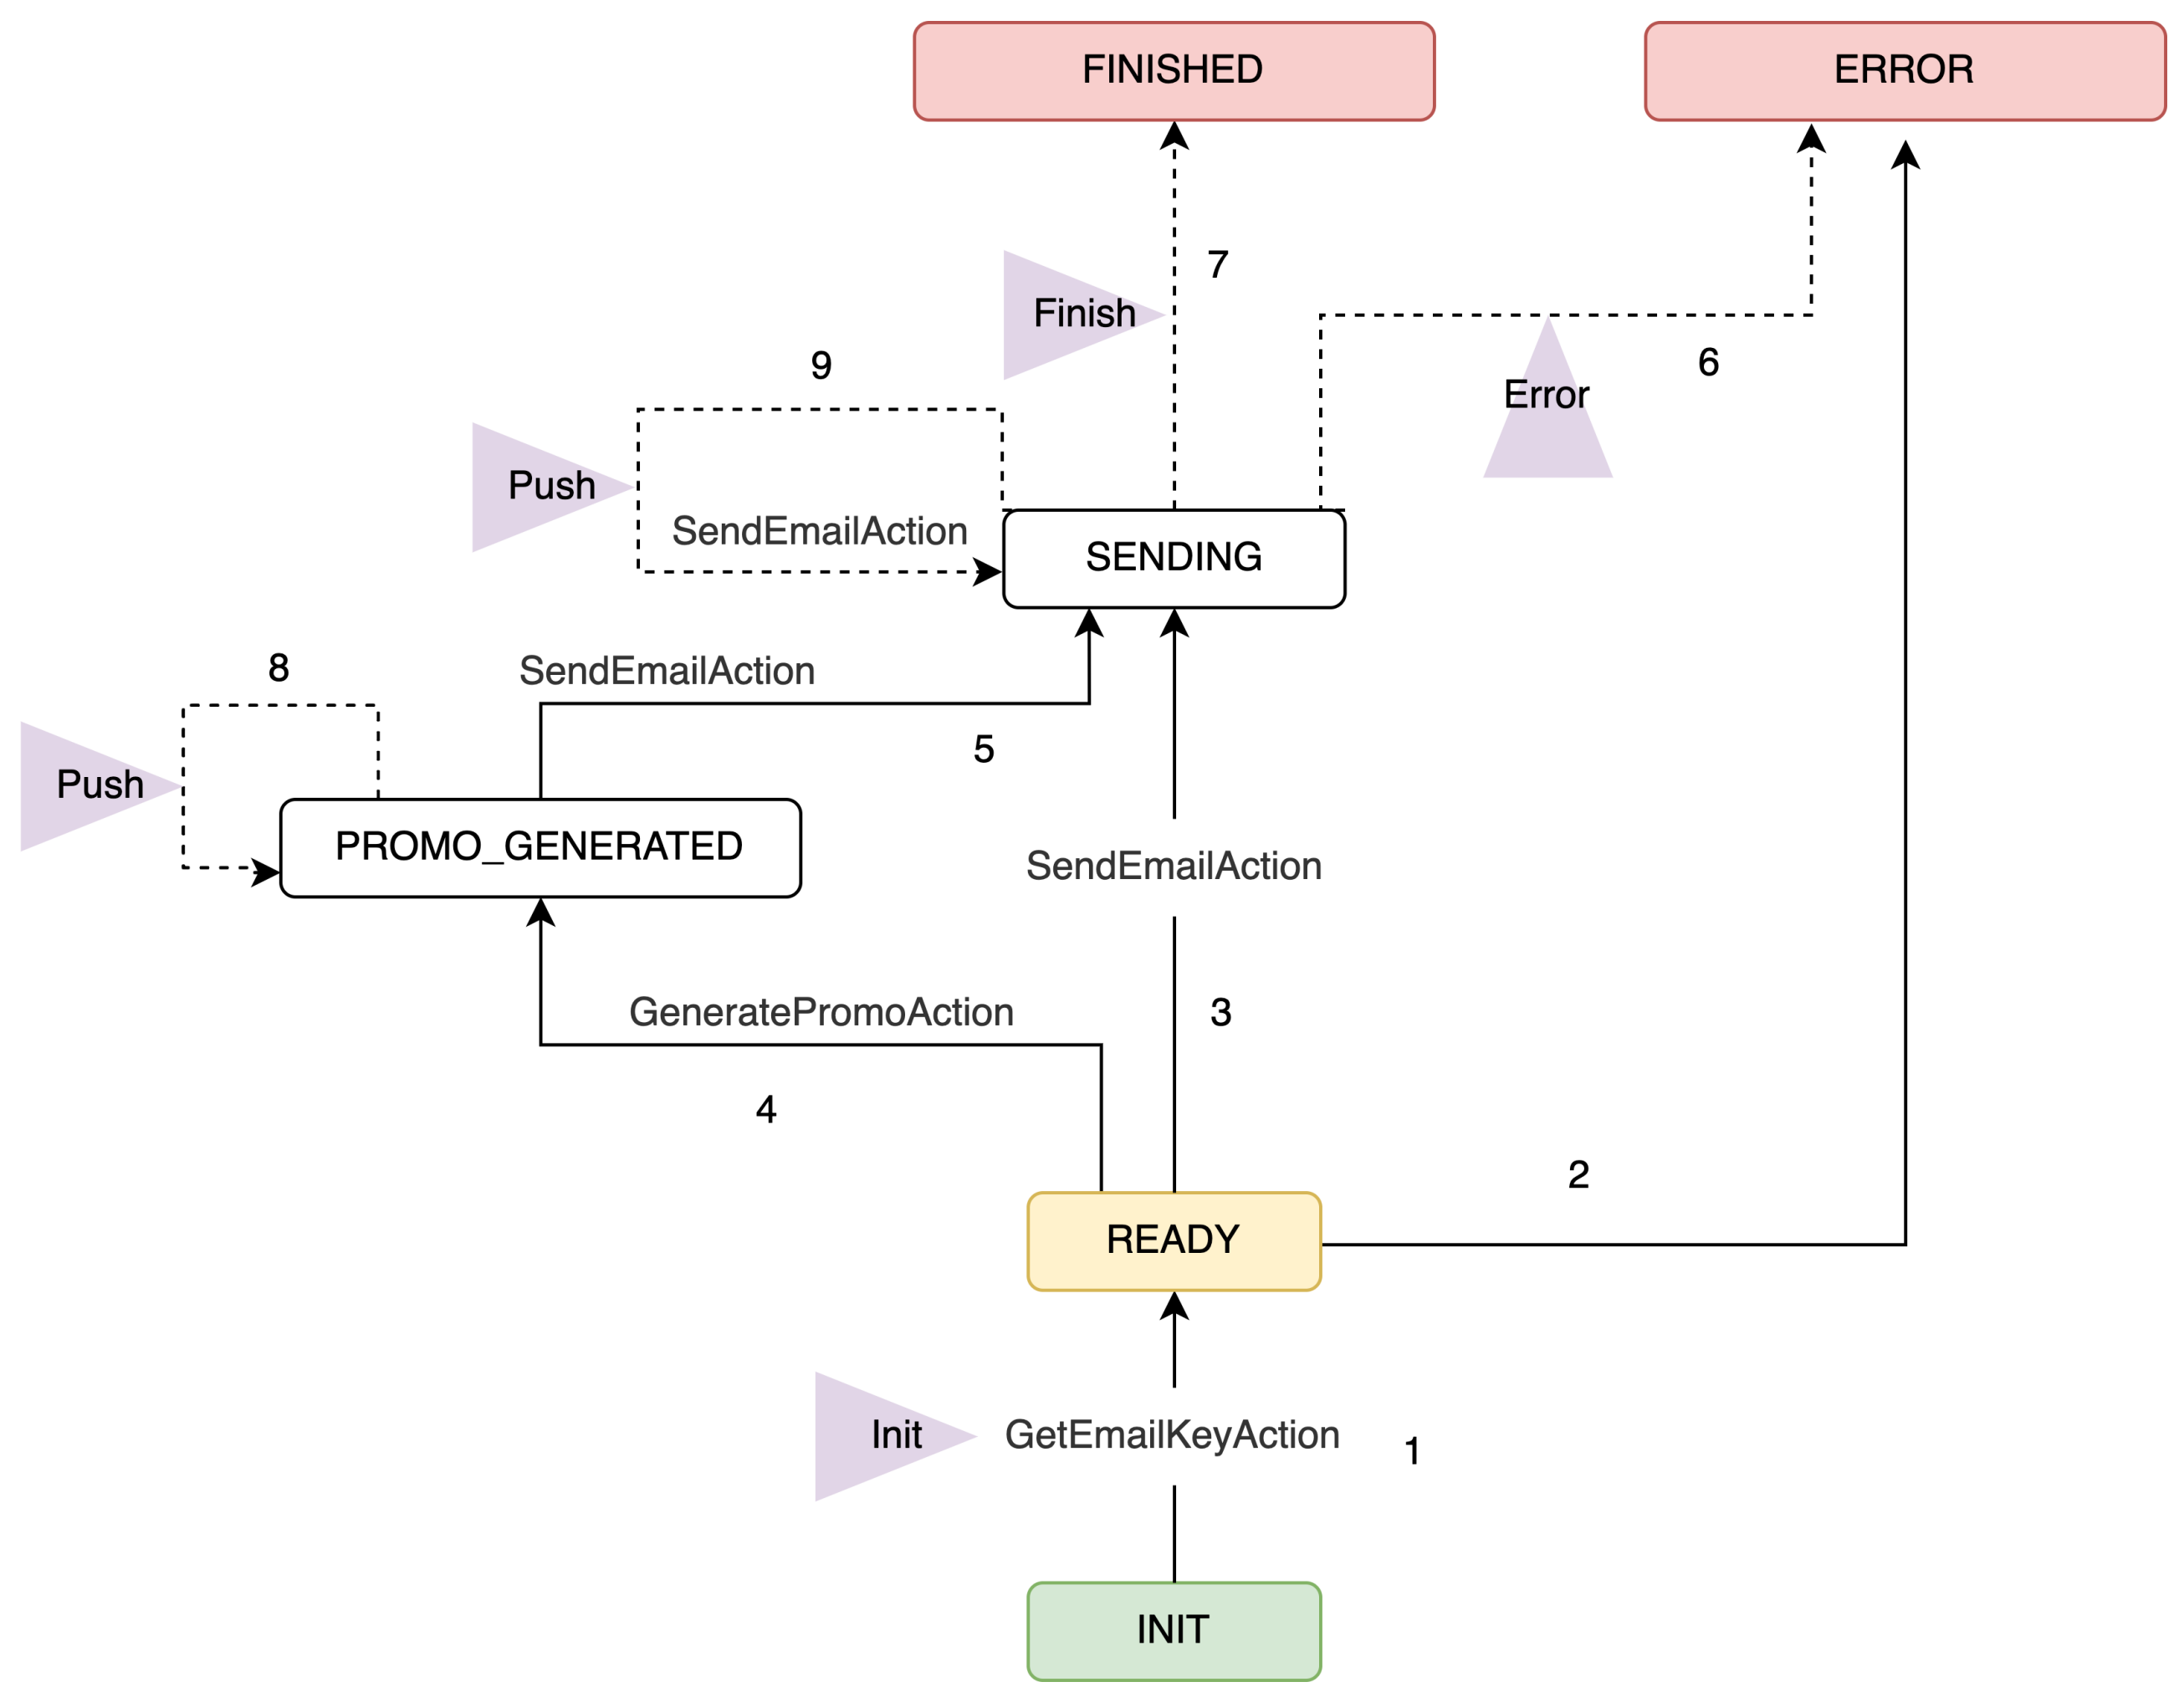 FINISHED
ERROR
7
Finish
9
6
Error
Push
SendEmailAction
SENDING
8
SendEmailAction
5
Push
PROMO_GENERATED
SendEmailAction
GeneratePromoAction
3
4
2
READY
Init
GetEmailKeyAction
1
INIT